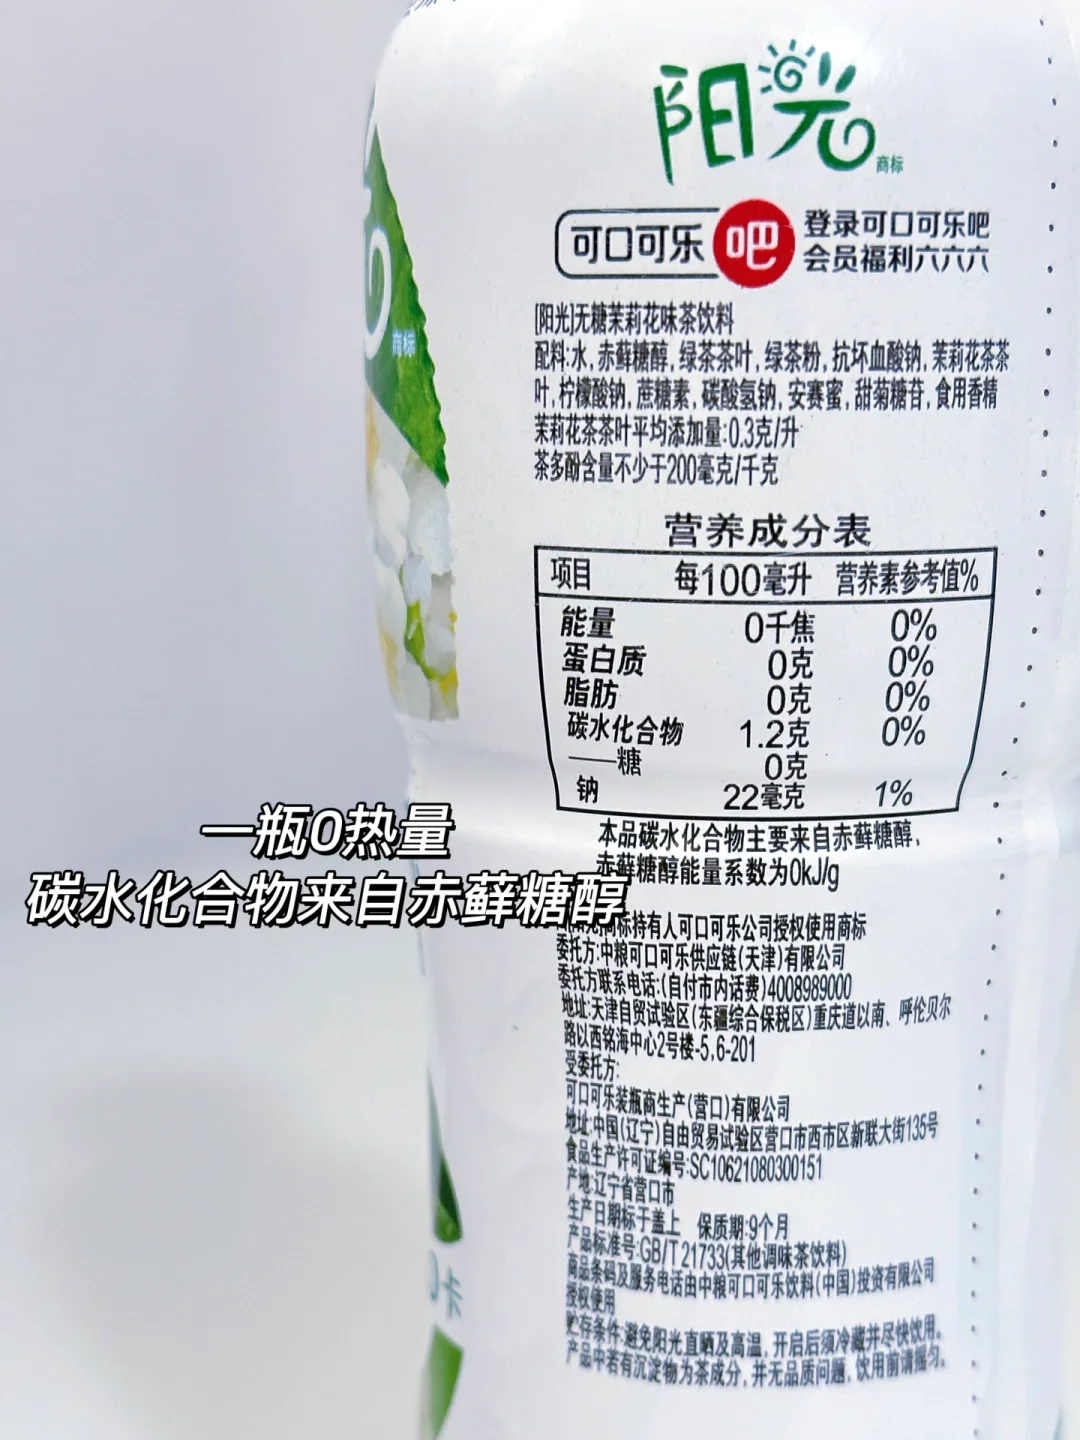 阳光
商标
可口可乐吧
登录可口可乐吧
会员福利六六六
商标
[阳光]无糖茉莉花味茶饮料
配料:水, 赤藓糖醇, 绿茶茶叶, 绿茶粉, 抗坏血酸钠, 茉莉花茶茶
叶, 柠檬酸钠, 蔗糖素, 碳酸氢钠, 安赛蜜, 甜菊糖苷, 食用香精
茉莉花茶茶叶平均添加量:0.3克/升
茶多酚含量不少于200毫克/千克
营养成分表
项目 每100毫升 营养素参考值%
能量 0千焦 0%
蛋白质 0克 0%
脂肪 0克 0%
碳水化合物 1.2克 0%
——糖 0克
钠 22毫克 1%
本品碳水化合物主要来自赤藓糖醇,
赤藓糖醇能量系数为0kJ/g
一瓶0热量
碳水化合物来自赤藓糖醇
商标持有人可口可乐公司授权使用商标
委托方:中粮可口可乐供应链(天津)有限公司
委托方联系电话:(自付市内话费)4008989000
地址:天津自贸试验区(东疆综合保税区)重庆道以南、呼伦贝尔
路以西铭海中心2号楼-5、6-201
受委托方:
可口可乐装瓶商生产(营口)有限公司
地址:中国(辽宁)自由贸易试验区营口市西市区新联大街135号
食品生产许可证编号:SC10621080300151
产地:辽宁省营口市
生产日期标于盖上 保质期:9个月
产品标准号:GB/T 21733(其他调味茶饮料)
商品条码及服务电话由中粮可口可乐饮料(中国)投资有限公司
授权使用
贮存条件:避免阳光直晒及高温, 开启后须冷藏并尽快饮用。
产品中若有沉淀物为茶成分, 并无品质问题, 饮用前请摇匀。
0卡